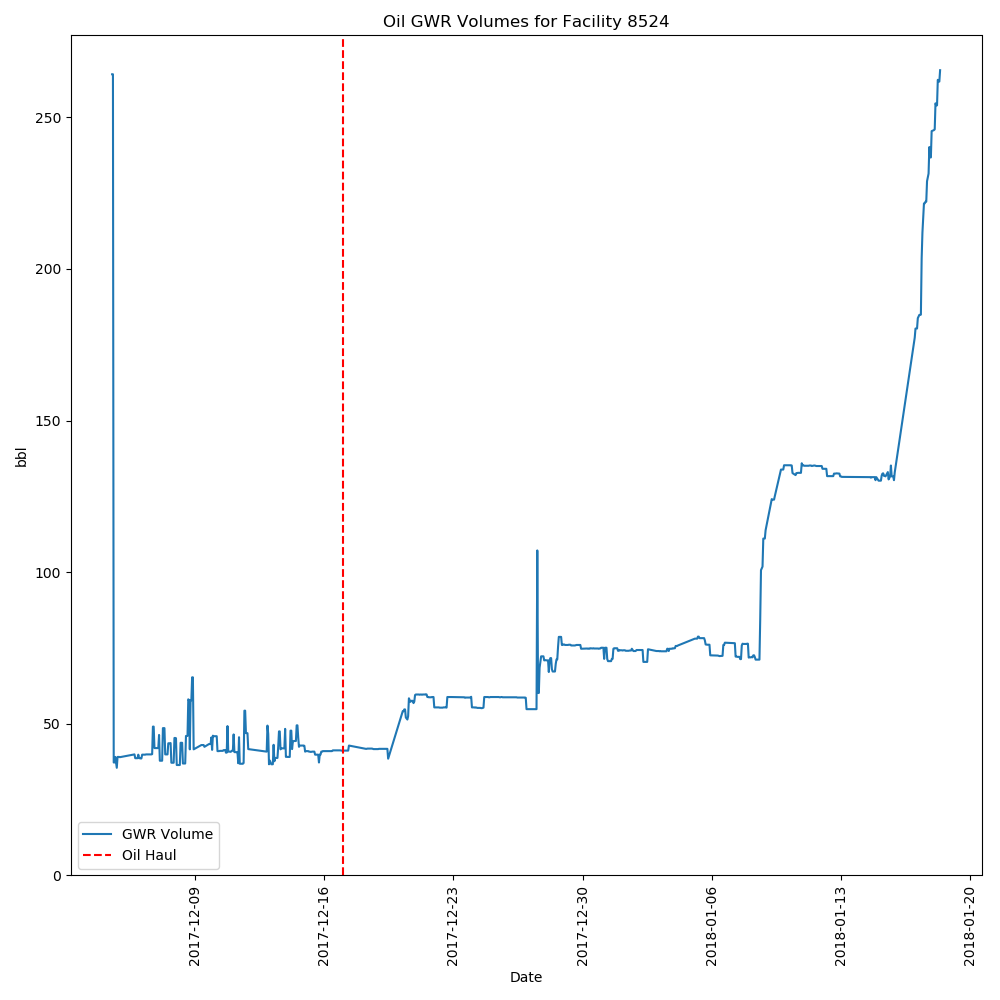 Oil GWR Volumes for Facility 8524
bbl
250
200
150
100
50
0
GWR Volume
Oil Haul
2017-12-09
2017-12-16
2017-12-23
2017-12-30
2018-01-06
2018-01-13
2018-01-20
Date